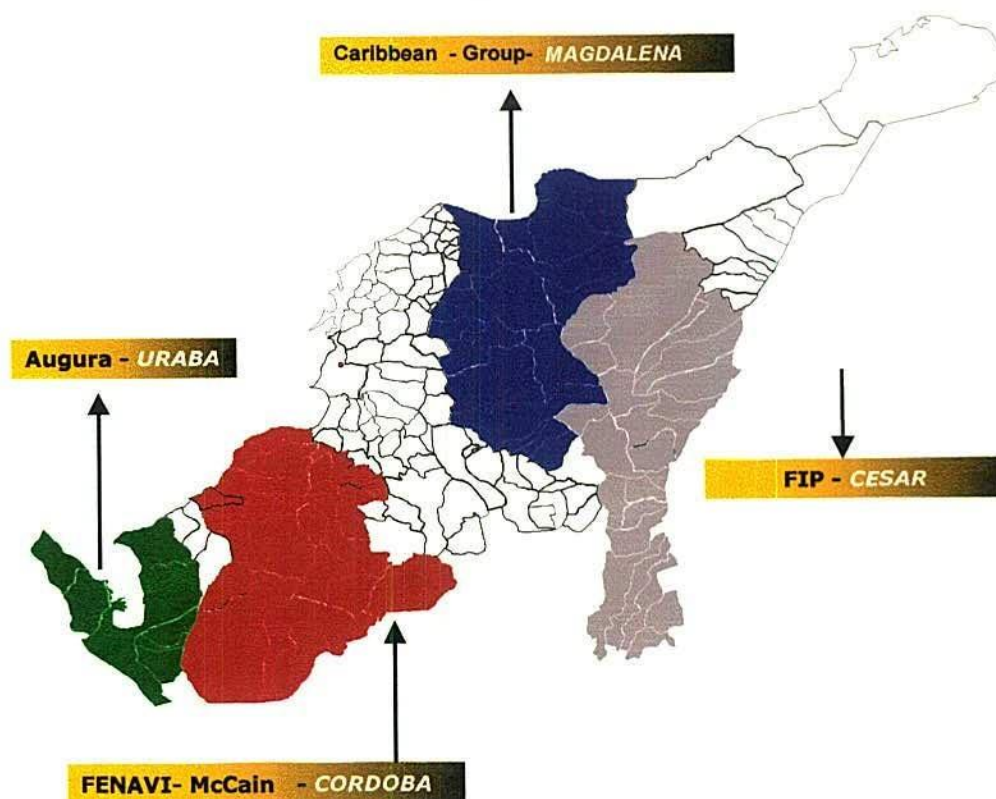 Caribbean - Group- MAGDALENA
Augura - URABA
FIP - CESAR
FENAVI- McCain - CORDOBA